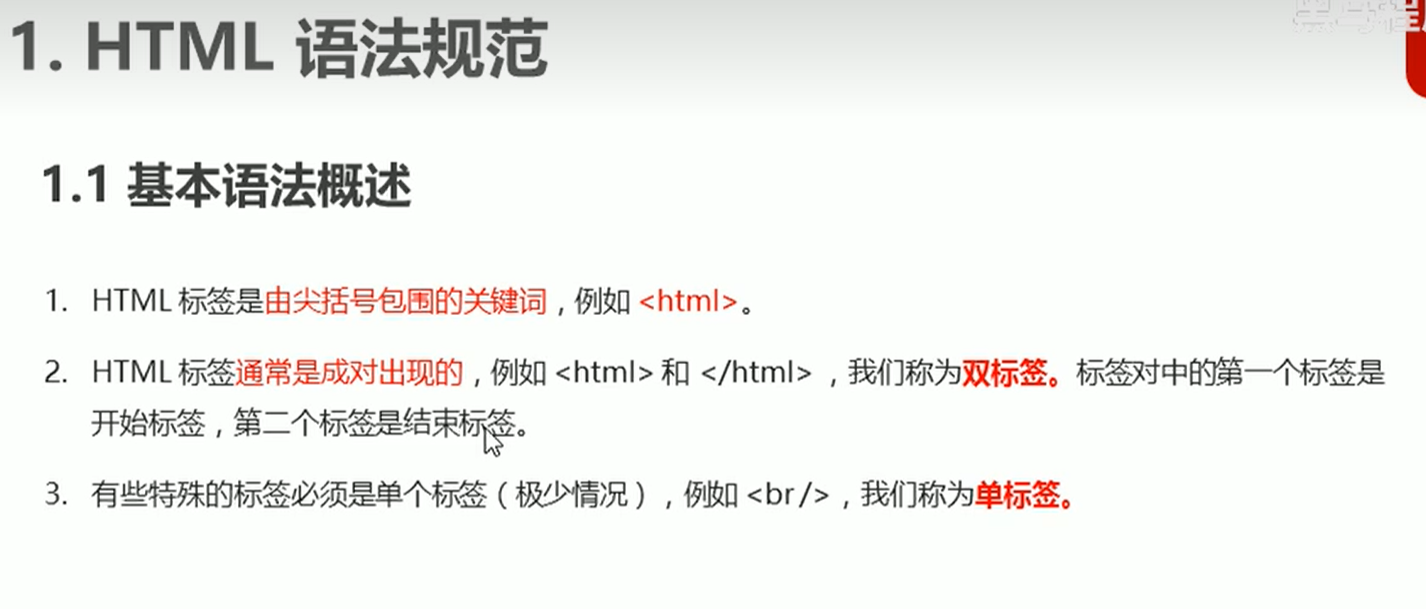 1. HTML 语法规范
1.1 基本语法概述
1. HTML 标签是由尖括号包围的关键词，例如 <html>。
2. HTML 标签通常是成对出现的，例如 <html> 和 </html> ，我们称为双标签。标签对中的第一个标签是
开始标签，第二个标签是结束标签。
3. 有些特殊的标签必须是单个标签（极少情况），例如 <br />，我们称为单标签。